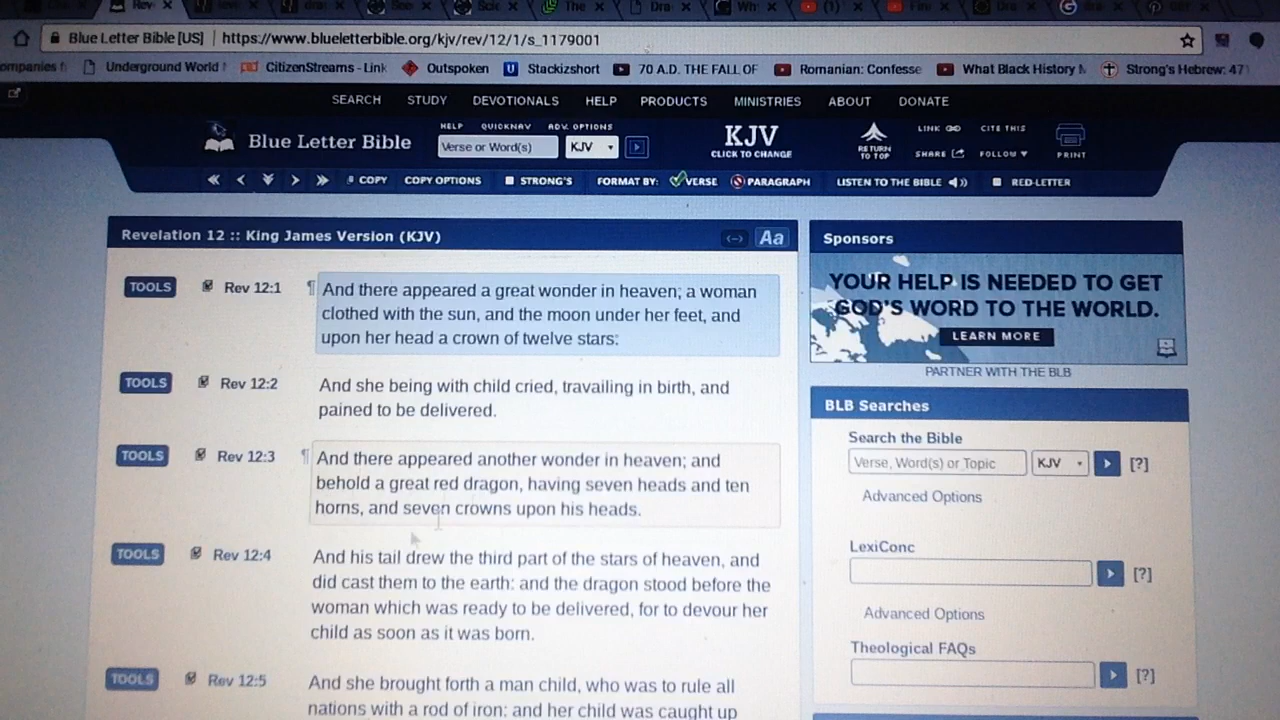 Rev
The
Dra
Wh
(1)
Blue Letter Bible [US] | https://www.blueletterbible.org/kjv/rev/12/1/s_1179001
ompanies f
Underground World
CitizenStreams - Link
Outspoken
Stackizshort
70 A.D. THE FALL OF
Romanian: Confesse
What Black History M
Strong's Hebrew: 47
SEARCH STUDY DEVOTIONALS HELP PRODUCTS MINISTRIES ABOUT DONATE
Blue Letter Bible
HELP QUICKNAV ADV. OPTIONS
Verse or Word(s) KJV
KJV
CLICK TO CHANGE
RETURN
TO TOP
LINK CITE THIS
SHARE FOLLOW
PRINT
COPY COPY OPTIONS STRONG'S FORMAT BY: VERSE PARAGRAPH LISTEN TO THE BIBLE RED-LETTER
Revelation 12 :: King James Version (KJV)
Aa
TOOLS Rev 12:1 ¶ And there appeared a great wonder in heaven; a woman
clothed with the sun, and the moon under her feet, and
upon her head a crown of twelve stars:
TOOLS Rev 12:2 And she being with child cried, travailing in birth, and
pained to be delivered.
TOOLS Rev 12:3 ¶ And there appeared another wonder in heaven; and
behold a great red dragon, having seven heads and ten
horns, and seven crowns upon his heads.
TOOLS Rev 12:4 And his tail drew the third part of the stars of heaven, and
did cast them to the earth: and the dragon stood before the
woman which was ready to be delivered, for to devour her
child as soon as it was born.
TOOLS Rev 12:5 And she brought forth a man child, who was to rule all
nations with a rod of iron: and her child was caught up
Sponsors
YOUR HELP IS NEEDED TO GET
GOD'S WORD TO THE WORLD.
LEARN MORE
PARTNER WITH THE BLB
BLB Searches
Search the Bible
Verse, Word(s) or Topic KJV [?]
Advanced Options
LexiConc
[?]
Advanced Options
Theological FAQs
[?]